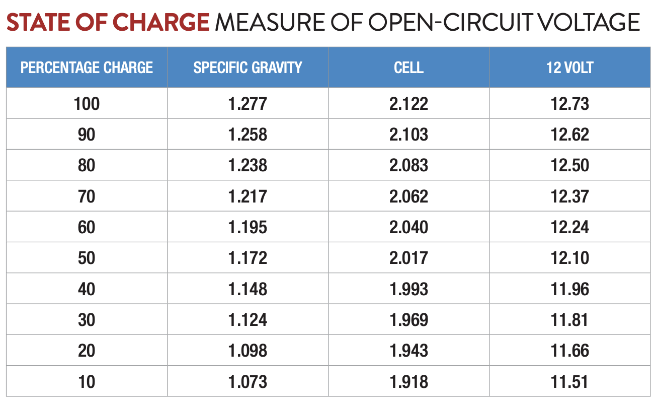 STATE OF CHARGE MEASURE OF OPEN-CIRCUIT VOLTAGE
PERCENTAGE CHARGE SPECIFIC GRAVITY CELL 12 VOLT
100 1.277 2.122 12.73
90 1.258 2.103 12.62
80 1.238 2.083 12.50
70 1.217 2.062 12.37
60 1.195 2.040 12.24
50 1.172 2.017 12.10
40 1.148 1.993 11.96
30 1.124 1.969 11.81
20 1.098 1.943 11.66
10 1.073 1.918 11.51